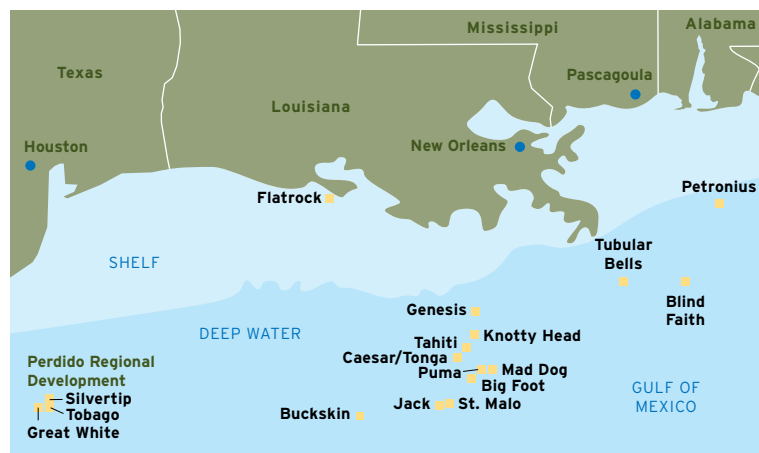 Mississippi
Alabama
Texas
Pascagoula
Louisiana
Houston
New Orleans
Petronius
Flatrock
Tubular
Bells
SHELF
Blind
Faith
Genesis
DEEP WATER
Knotty Head
Tahiti
Caesar/Tonga
Perdido Regional
Development
Puma
Mad Dog
Big Foot
GULF OF
MEXICO
Silvertip
Tobago
Great White
Jack
St. Malo
Buckskin